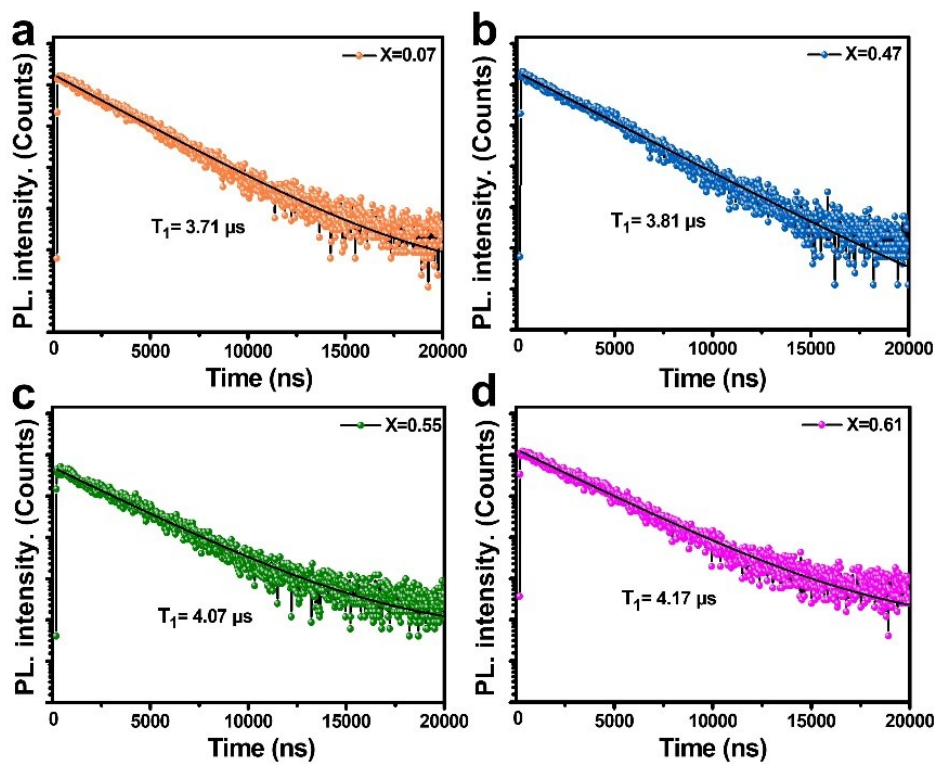 a
X=0.07
PL. intensity. (Counts)
T1= 3.71 µs
0 5000 10000 15000 20000
Time (ns)
b
X=0.47
PL. intensity. (Counts)
T1= 3.81 µs
0 5000 10000 15000 20000
Time (ns)
c
X=0.55
PL. intensity. (Counts)
T1= 4.07 µs
0 5000 10000 15000 20000
Time (ns)
d
X=0.61
PL. intensity. (Counts)
T1= 4.17 µs
0 5000 10000 15000 20000
Time (ns)